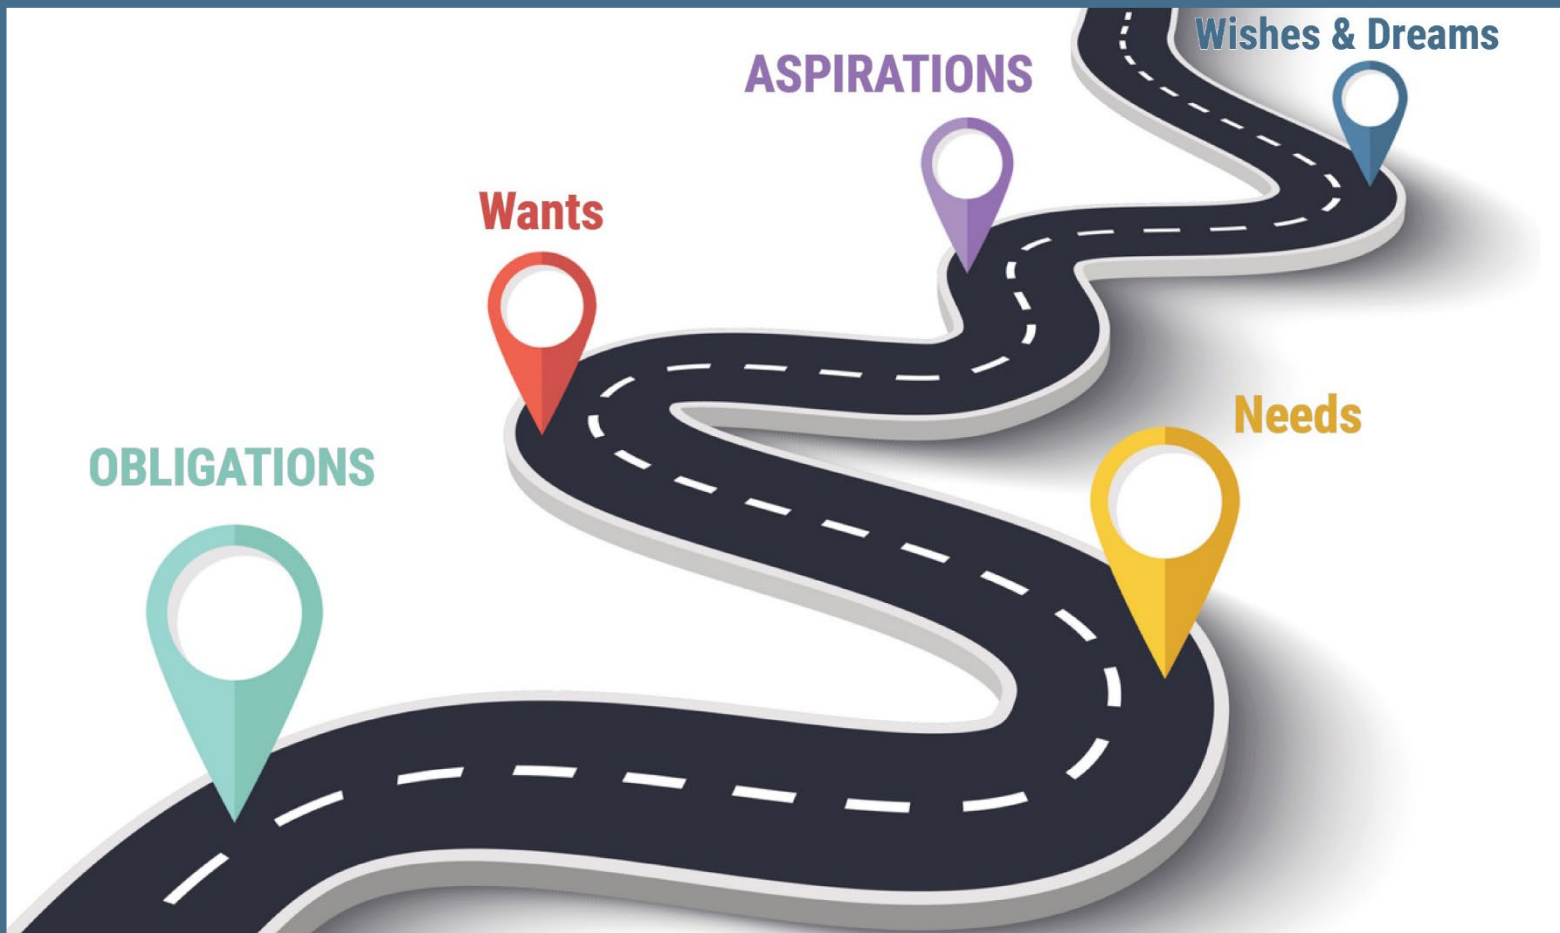 Wishes & Dreams
ASPIRATIONS
Wants
Needs
OBLIGATIONS